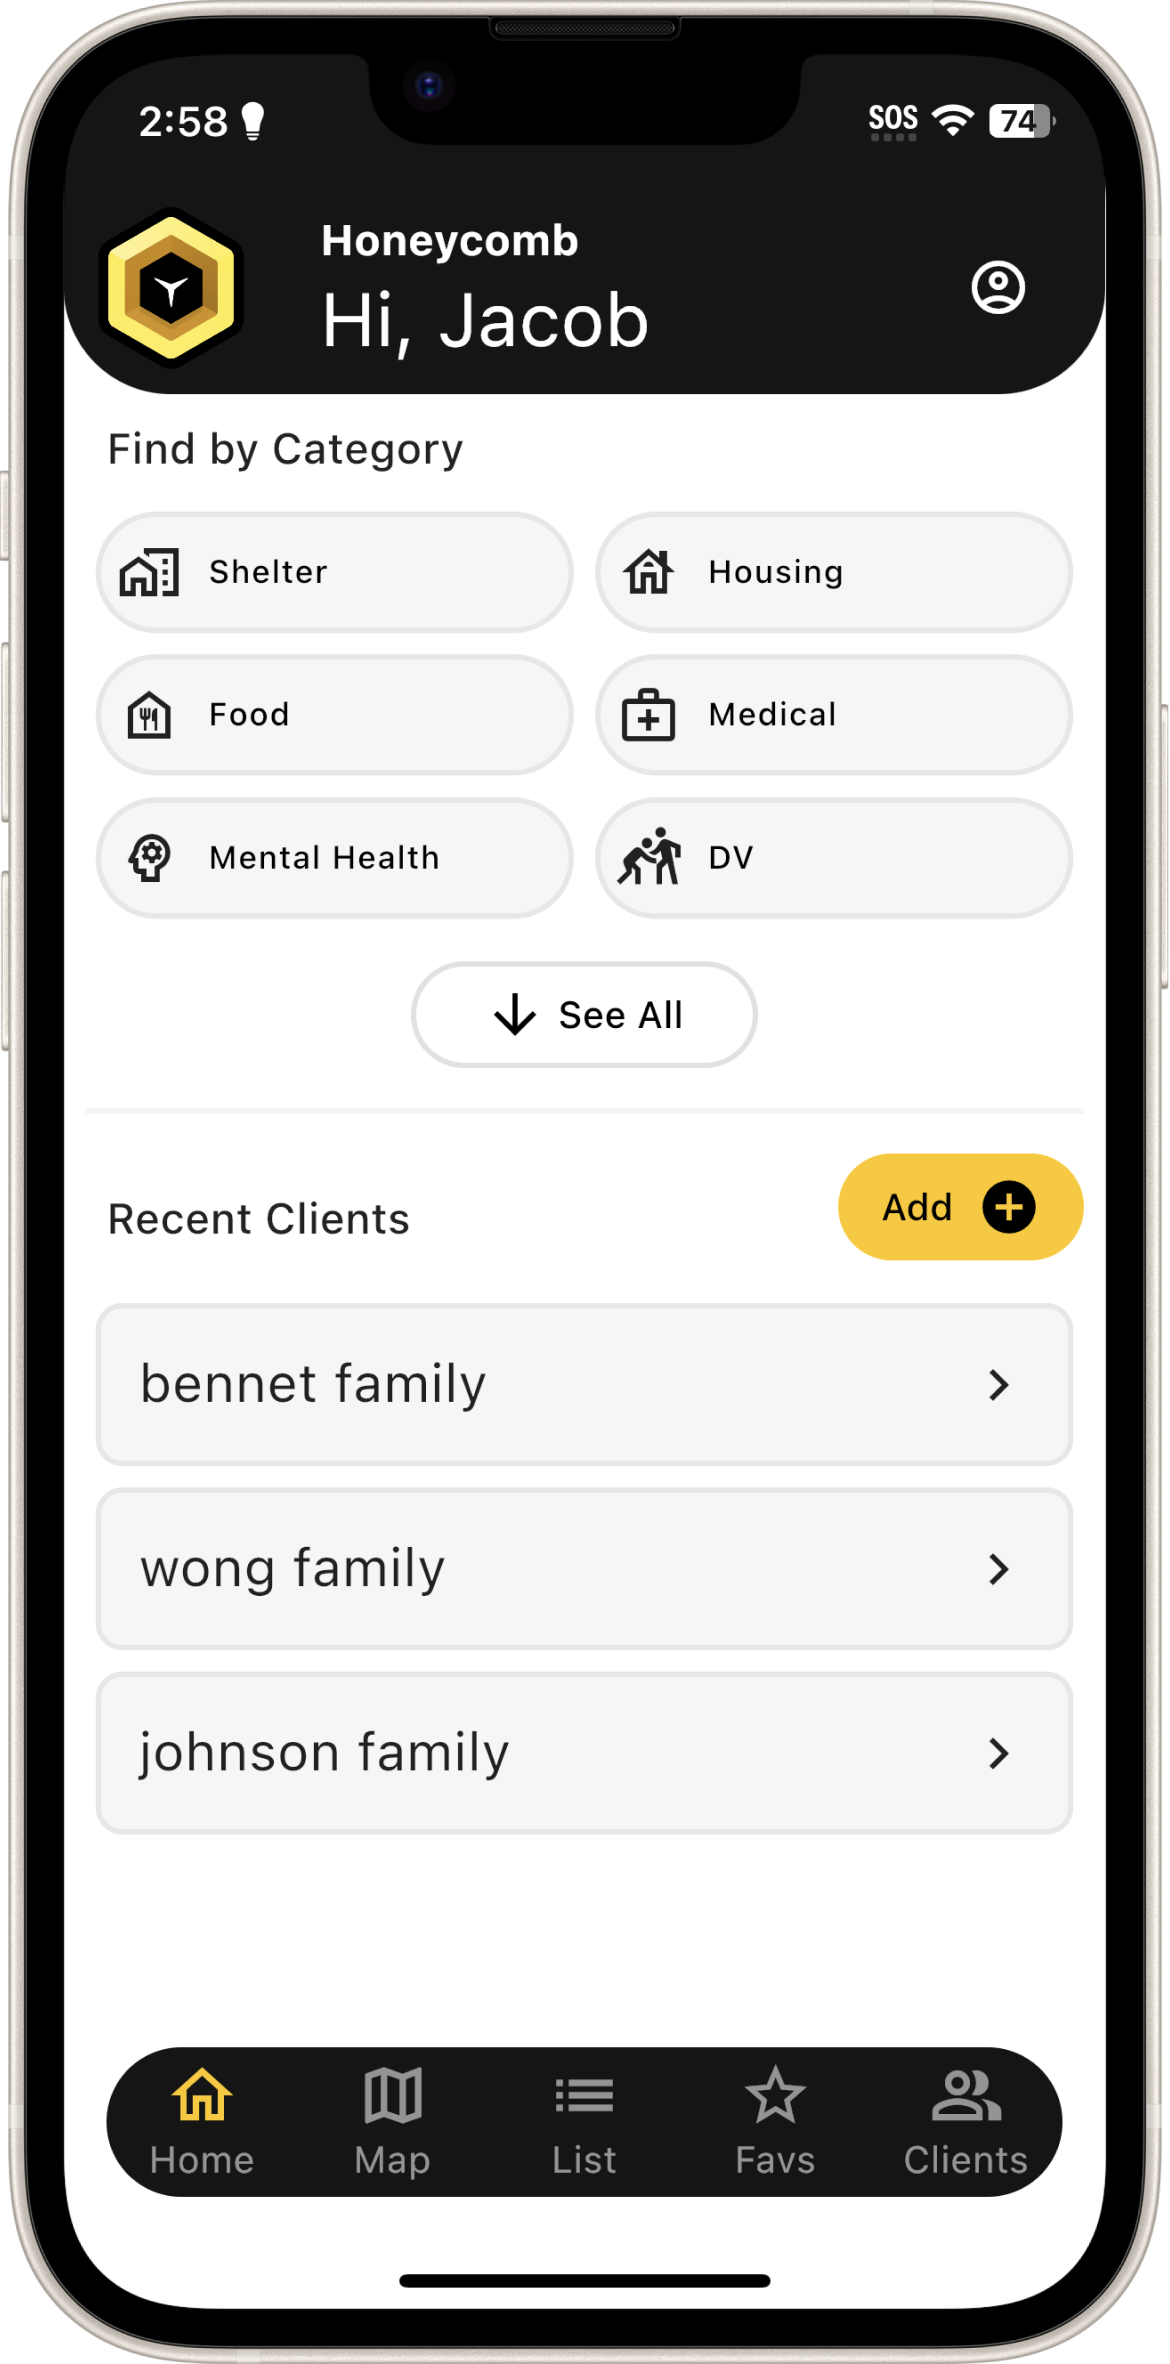 2:58 SOS 74
Honeycomb
Hi, Jacob
Find by Category
Shelter
Housing
Food
Medical
Mental Health
DV
See All
Recent Clients
Add
bennet family
wong family
johnson family
Home Map List Favs Clients